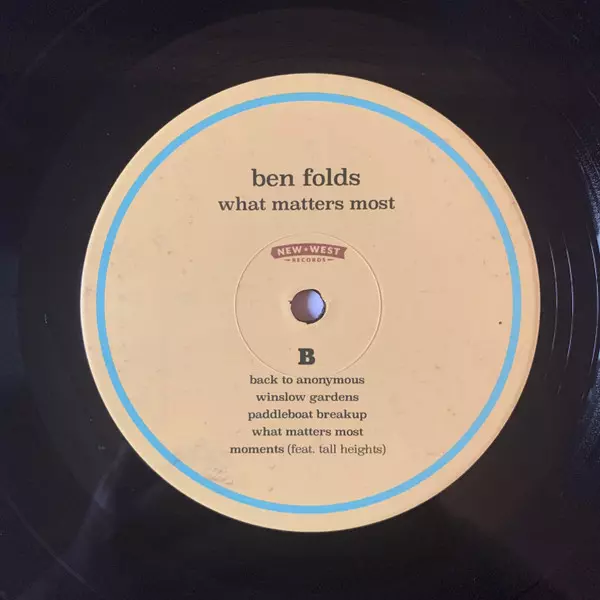 ben folds
what matters most
NEW WEST
RECORDS
B
back to anonymous
winslow gardens
paddleboat breakup
what matters most
moments (feat. tall heights)